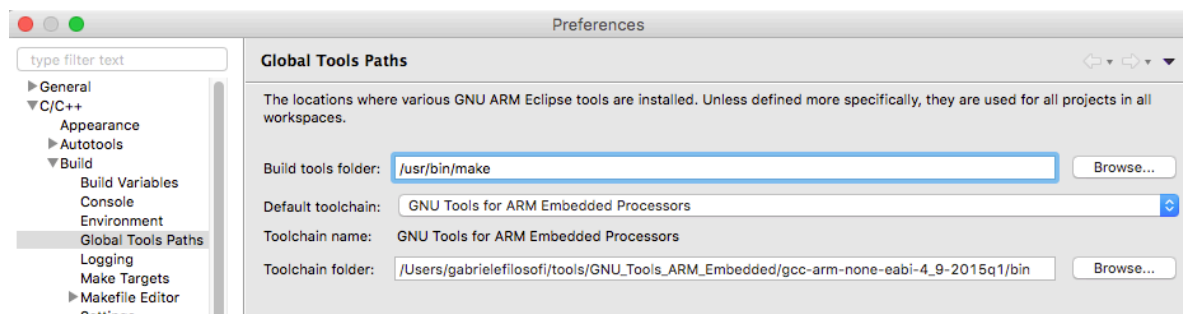 Preferences
type filter text
General
C/C++
Appearance
Autotools
Build
Build Variables
Console
Environment
Global Tools Paths
Logging
Make Targets
Makefile Editor
Settings
Global Tools Paths
The locations where various GNU ARM Eclipse tools are installed. Unless defined more specifically, they are used for all projects in all
workspaces.
Build tools folder: /usr/bin/make Browse...
Default toolchain: GNU Tools for ARM Embedded Processors
Toolchain name: GNU Tools for ARM Embedded Processors
Toolchain folder: /Users/gabrielefilosofi/tools/GNU_Tools_ARM_Embedded/gcc-arm-none-eabi-4_9-2015q1/bin Browse...